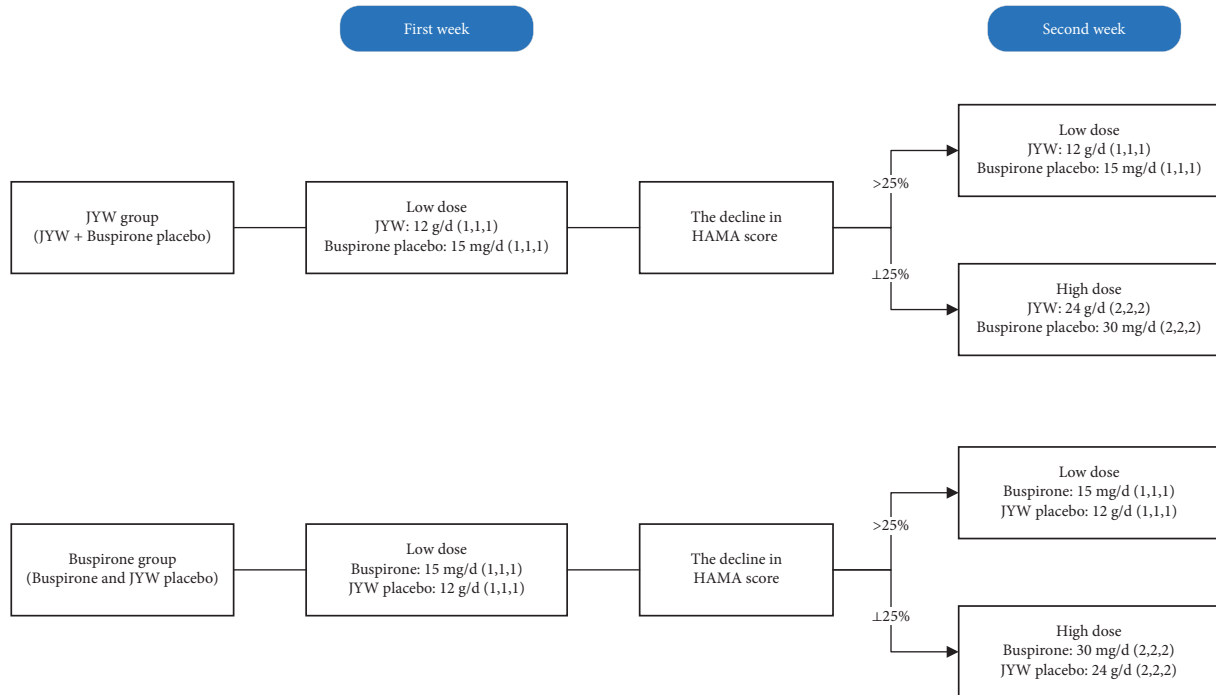 First week
Second week
JYW group
(JYW + Buspirone placebo)
Low dose
JYW: 12 g/d (1,1,1)
Buspirone placebo: 15 mg/d (1,1,1)
The decline in
HAMA score
>25%
Low dose
JYW: 12 g/d (1,1,1)
Buspirone placebo: 15 mg/d (1,1,1)
⊥25%
High dose
JYW: 24 g/d (2,2,2)
Buspirone placebo: 30 mg/d (2,2,2)
Buspirone group
(Buspirone and JYW placebo)
Low dose
Buspirone: 15 mg/d (1,1,1)
JYW placebo: 12 g/d (1,1,1)
The decline in
HAMA score
>25%
Low dose
Buspirone: 15 mg/d (1,1,1)
JYW placebo: 12 g/d (1,1,1)
⊥25%
High dose
Buspirone: 30 mg/d (2,2,2)
JYW placebo: 24 g/d (2,2,2)